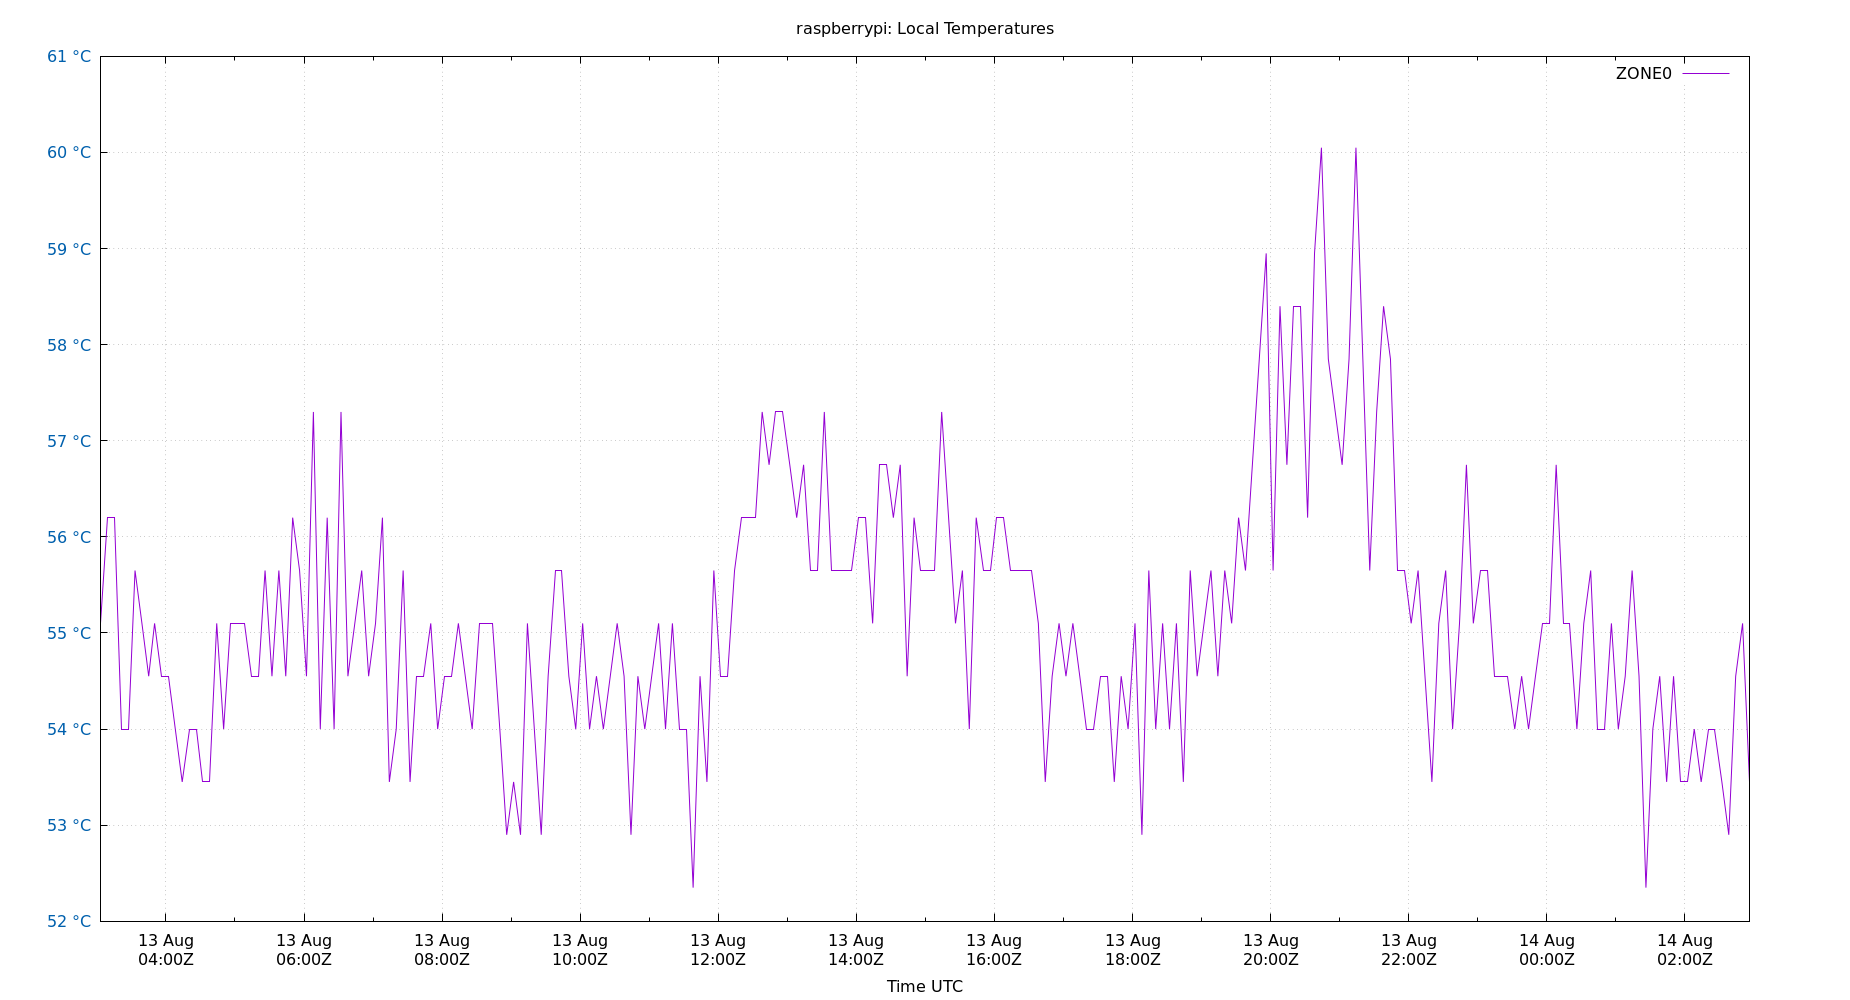 raspberrypi: Local Temperatures
61 °C
ZONE0
60 °C
59 °C
58 °C
57 °C
56 °C
55 °C
54 °C
53 °C
52 °C
13 Aug 13 Aug 13 Aug 13 Aug 13 Aug 13 Aug 13 Aug 13 Aug 13 Aug 13 Aug 14 Aug 14 Aug
04:00Z 06:00Z 08:00Z 10:00Z 12:00Z 14:00Z 16:00Z 18:00Z 20:00Z 22:00Z 00:00Z 02:00Z
Time UTC